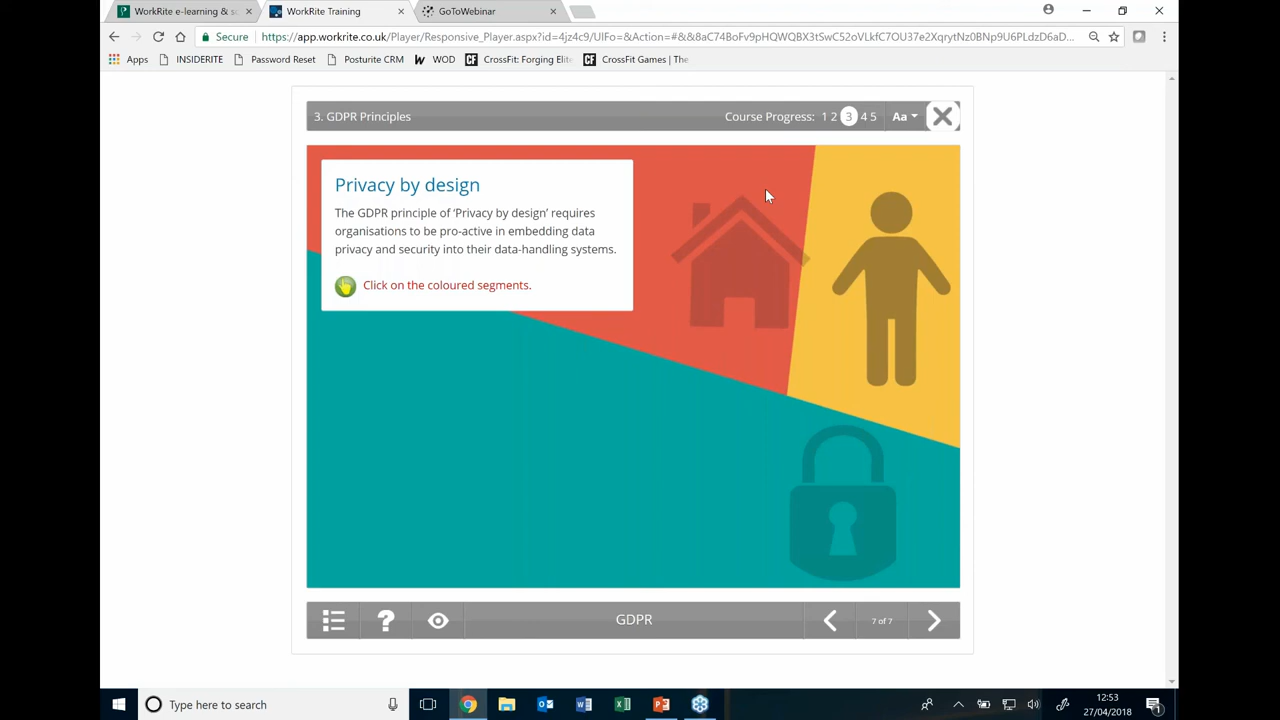 WorkRite e-learning & s
WorkRite Training
GoToWebinar
Secure
https://app.workrite.co.uk/Player/Responsive_Player.aspx?id=4jz4c9/UIFo=&Action=#&&8aC74BoFv9pHQWQBX3tSwC52oVLkfC7OU37e2XqrytNz0BNp9U6PLdzD6aD...
Apps
INSIDERITE
Password Reset
Posturite CRM
WOD
CrossFit: Forging Elit
CrossFit Games | The
3. GDPR Principles
Course Progress: 1 2 3 4 5
Aa
Privacy by design
The GDPR principle of ‘Privacy by design’ requires
organisations to be pro-active in embedding data
privacy and security into their data-handling systems.
Click on the coloured segments.
GDPR
7 of 7
Type here to search
12:53
27/04/2018